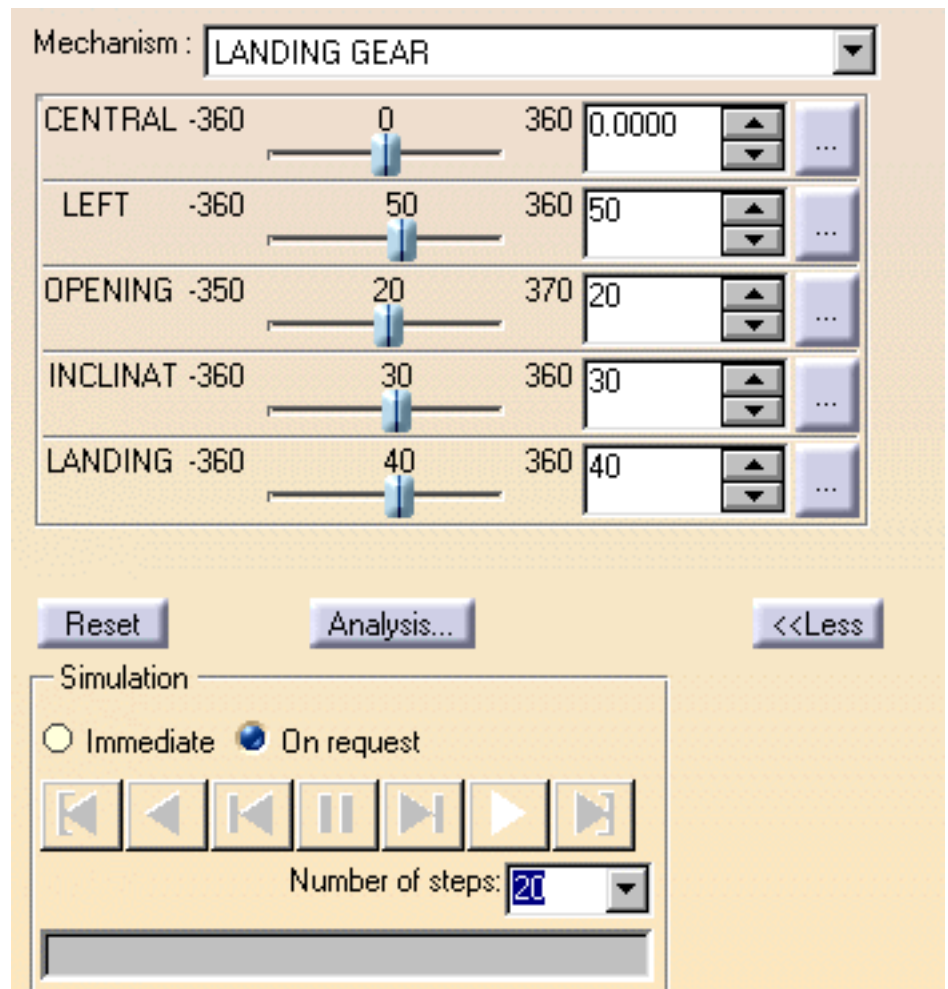 Mechanism : LANDING GEAR
CENTRAL -360 0 360 0.0000 ...
LEFT -360 50 360 50 ...
OPENING -350 20 370 20 ...
INCLINAT -360 30 360 30 ...
LANDING -360 40 360 40 ...
Reset Analysis... <<Less
Simulation
Immediate On request
Number of steps: 20